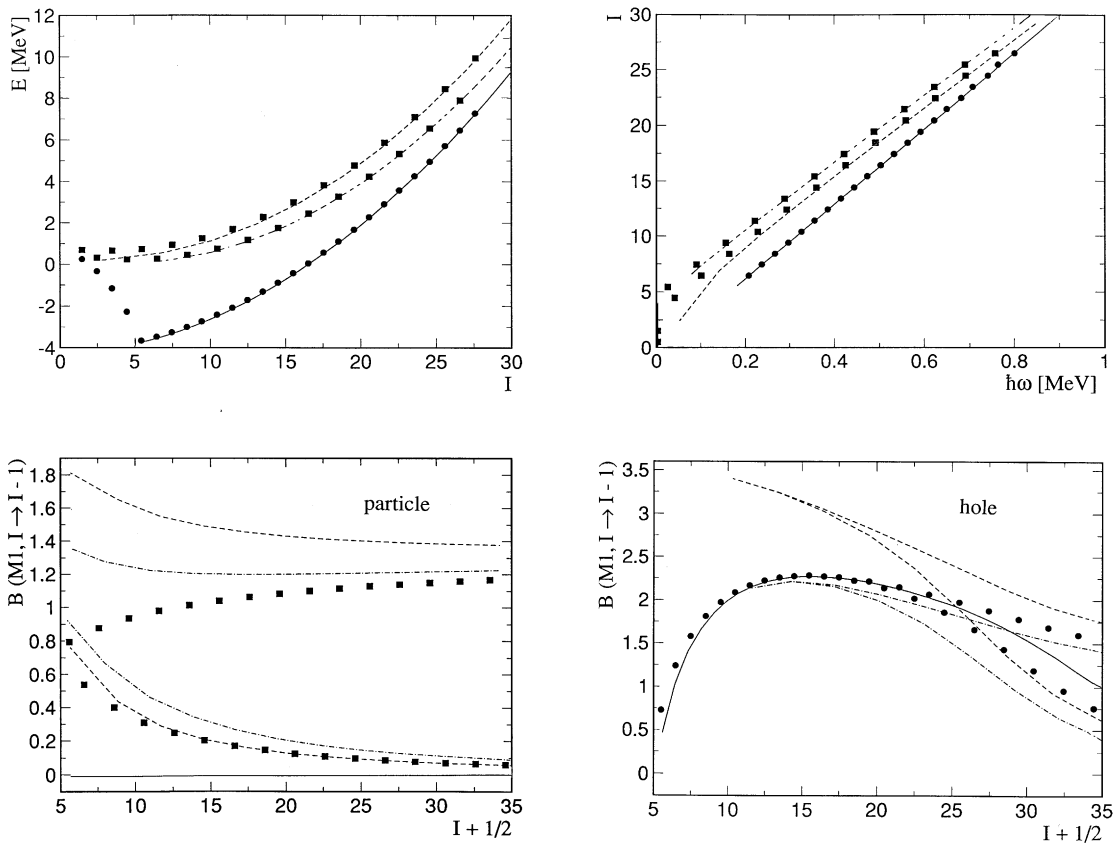 E [MeV]
12
10
8
6
4
2
0
-2
-4
0 5 10 15 20 25 30
I
I
30
25
20
15
10
5
0
0 0.2 0.4 0.6 0.8 1
ħω [MeV]
B (M1, I → I - 1)
1.8
1.6
1.4
1.2
1
0.8
0.6
0.4
0.2
0
particle
5 10 15 20 25 30 35
I + 1/2
B (M1, I → I - 1)
3.5
3
2.5
2
1.5
1
0.5
0
hole
5 10 15 20 25 30 35
I + 1/2